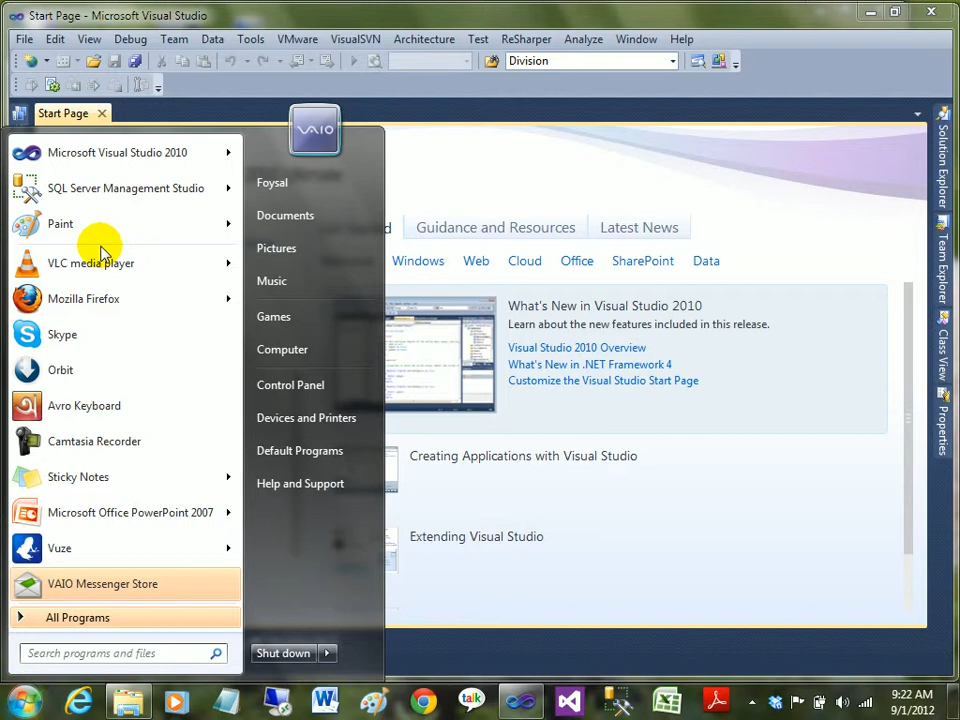 Start Page - Microsoft Visual Studio
File Edit View Debug Team Data Tools VMware VisualSVN Architecture Test ReSharper Analyze Window Help
Division
Start Page
VAIO
Microsoft Visual Studio 2010
SQL Server Management Studio
Paint
VLC media player
Mozilla Firefox
Skype
Orbit
Avro Keyboard
Camtasia Recorder
Sticky Notes
Microsoft Office PowerPoint 2007
Vuze
VAIO Messenger Store
All Programs
Search programs and files
Foysal
Documents
Pictures
Music
Games
Computer
Control Panel
Devices and Printers
Default Programs
Help and Support
Shut down
Guidance and Resources Latest News
Windows Web Cloud Office SharePoint Data
What's New in Visual Studio 2010
Learn about the new features included in this release.
Visual Studio 2010 Overview
What's New in .NET Framework 4
Customize the Visual Studio Start Page
Creating Applications with Visual Studio
Extending Visual Studio
Solution Explorer
Team Explorer
Class View
Properties
talk
9:22 AM
9/1/2012